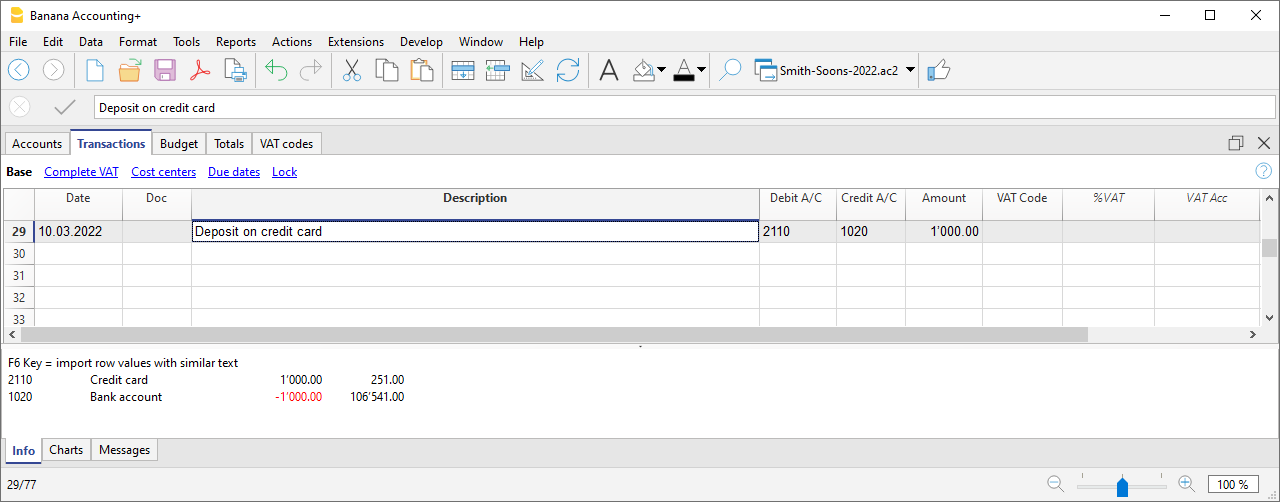 Banana Accounting+
File Edit Data Format Tools Reports Actions Extensions Develop Window Help
Smith-Soons-2022.ac2
Deposit on credit card
Accounts Transactions Budget Totals VAT codes
Base Complete VAT Cost centers Due dates Lock ?
Date Doc Description Debit A/C Credit A/C Amount VAT Code %VAT VAT Acc
29 10.03.2022 Deposit on credit card 2110 1020 1'000.00
30
31
32
33
F6 Key = import row values with similar text
2110 Credit card 1'000.00 251.00
1020 Bank account -1'000.00 106'541.00
Info Charts Messages
29/77 100 %